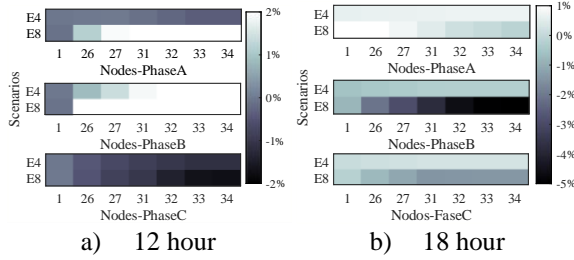 E4
E8
1 26 27 31 32 33 34
Nodes-PhaseA
E4
E8
1 26 27 31 32 33 34
Nodes-PhaseB
E4
E8
1 26 27 31 32 33 34
Nodes-PhaseC
Scenarios
2%
1%
0%
-1%
-2%
a) 12 hour
E4
E8
1 26 27 31 32 33 34
Nodes-PhaseA
E4
E8
1 26 27 31 32 33 34
Nodes-PhaseB
E4
E8
1 26 27 31 32 33 34
Nodos-FaseC
Scenarios
1%
0%
-1%
-2%
-3%
-4%
-5%
b) 18 hour